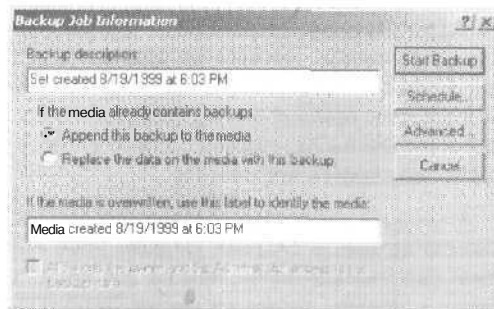 Backup Job Information ? X
Backup description:
Set created 8/19/1999 at 6:03 PM
Start Backup
Schedule...
If the media already contains backups
Append this backup to the media
Advanced...
Replace the data on the media with this backup
Cancel
If the media is overwritten, use this label to identify the media:
Media created 8/19/1999 at 6:03 PM